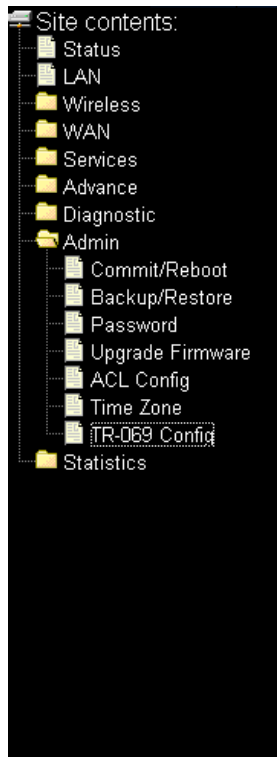 Site contents:
Status
LAN
Wireless
WAN
Services
Advance
Diagnostic
Admin
Commit/Reboot
Backup/Restore
Password
Upgrade Firmware
ACL Config
Time Zone
TR-069 Config
Statistics